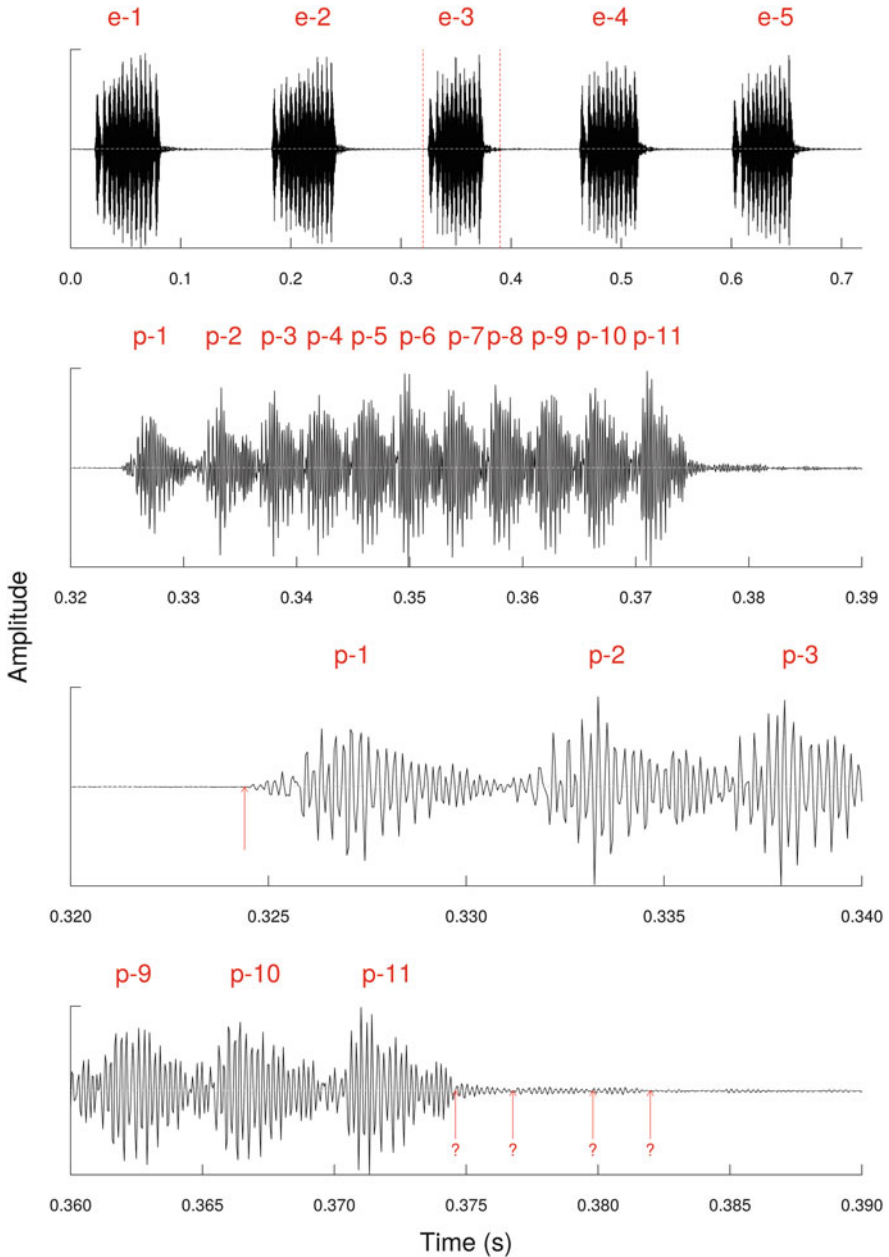 e-1 e-2 e-3 e-4 e-5
0.0 0.1 0.2 0.3 0.4 0.5 0.6 0.7
p-1 p-2 p-3 p-4 p-5 p-6 p-7 p-8 p-9 p-10 p-11
0.32 0.33 0.34 0.35 0.36 0.37 0.38 0.39
Amplitude
p-1 p-2 p-3
0.320 0.325 0.330 0.335 0.340
p-9 p-10 p-11
? ? ? ?
0.360 0.365 0.370 0.375 0.380 0.385 0.390
Time (s)